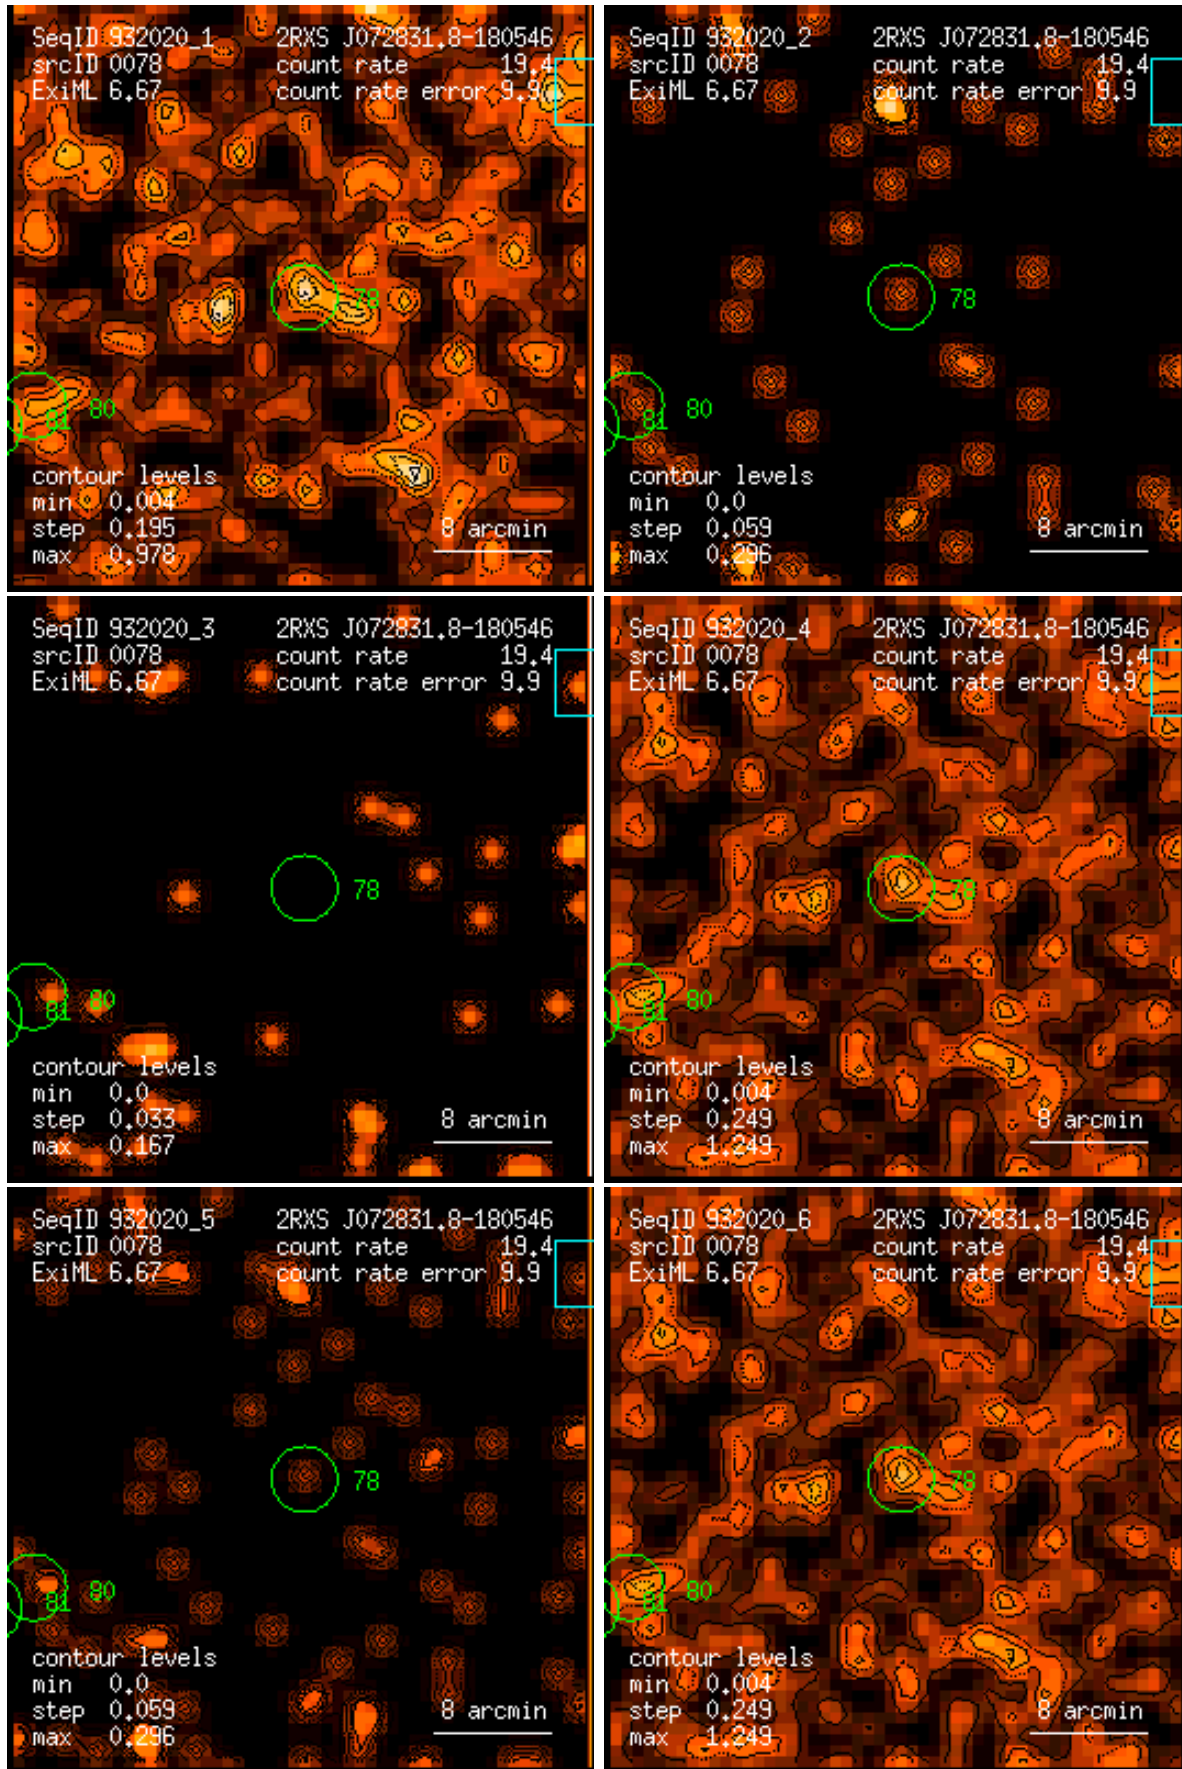 SeqID 932020_1 2RXS J072831.8-180546
srcID 0078 count rate 19.4
ExiML 6.67 count rate error 9.9
78
80
81
contour levels
min 0.004
step 0.195
max 0.978
8 arcmin
SeqID 932020_2 2RXS J072831.8-180546
srcID 0078 count rate 19.4
ExiML 6.67 count rate error 9.9
78
80
81
contour levels
min 0.0
step 0.059
max 0.296
8 arcmin
SeqID 932020_3 2RXS J072831.8-180546
srcID 0078 count rate 19.4
ExiML 6.67 count rate error 9.9
78
80
81
contour levels
min 0.0
step 0.033
max 0.167
8 arcmin
SeqID 932020_4 2RXS J072831.8-180546
srcID 0078 count rate 19.4
ExiML 6.67 count rate error 9.9
78
80
81
contour levels
min 0.004
step 0.249
max 1.249
8 arcmin
SeqID 932020_5 2RXS J072831.8-180546
srcID 0078 count rate 19.4
ExiML 6.67 count rate error 9.9
78
80
81
contour levels
min 0.0
step 0.059
max 0.296
8 arcmin
SeqID 932020_6 2RXS J072831.8-180546
srcID 0078 count rate 19.4
ExiML 6.67 count rate error 9.9
78
80
81
contour levels
min 0.004
step 0.249
max 1.249
8 arcmin